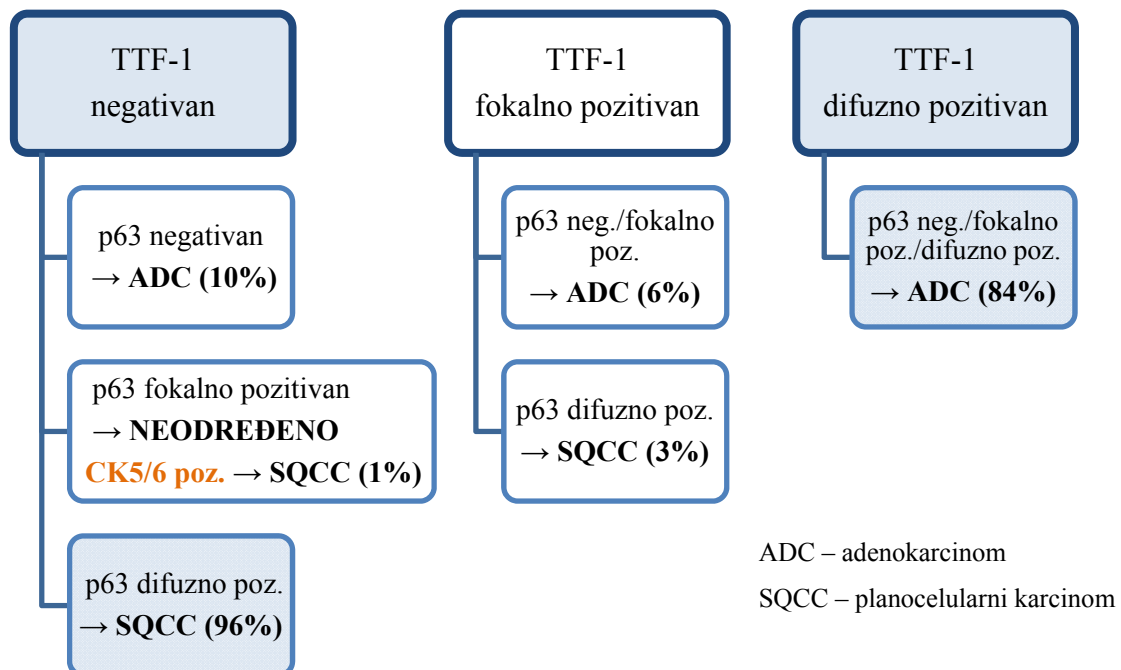 TTF-1
negativan
p63 negativan
→ ADC (10%)
p63 fokalno pozitivan
→ NEODREĐENO
CK5/6 poz. → SQCC (1%)
p63 difuzno poz.
→ SQCC (96%)
TTF-1
fokalno pozitivan
p63 neg./fokalno
poz.
→ ADC (6%)
p63 difuzno poz.
→ SQCC (3%)
TTF-1
difuzno pozitivan
p63 neg./fokalno
poz./difuzno poz.
→ ADC (84%)
ADC – adenokarcinom
SQCC – planocelularni karcinom